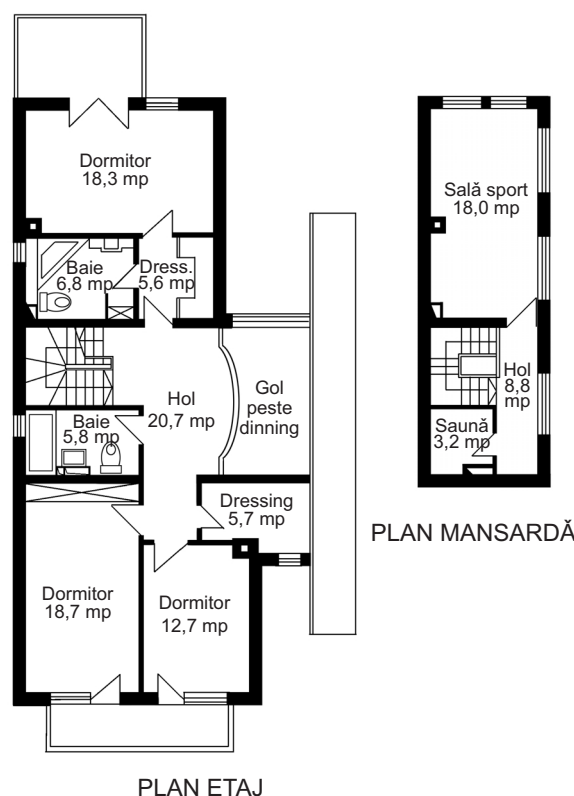 Dormitor
18,3 mp
Baie
6,8 mp
Dress.
5,6 mp
Hol
20,7 mp
Gol
peste
dinning
Baie
5,8 mp
Dressing
5,7 mp
Dormitor
18,7 mp
Dormitor
12,7 mp
PLAN ETAJ
Sală sport
18,0 mp
Hol
8,8
mp
Saună
3,2 mp
PLAN MANSARDĂ